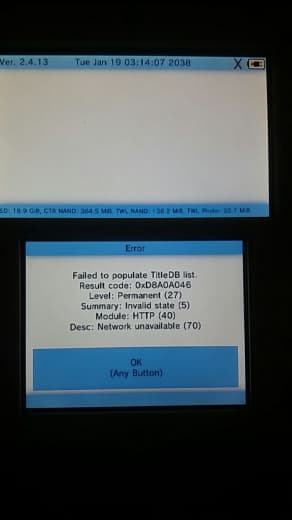 Ver. 2.4.13 Tue Jan 19 03:14:07 2038
SD: 19.9 GiB, CTR NAND: 364.5 MiB, TWL NAND: 138.2 MiB, TWL Photo: 32.7 MiB
Error
Failed to populate TitleDB list.
Result code: 0xD8A0A046
Level: Permanent (27)
Summary: Invalid state (5)
Module: HTTP (40)
Desc: Network unavailable (70)
OK
(Any Button)